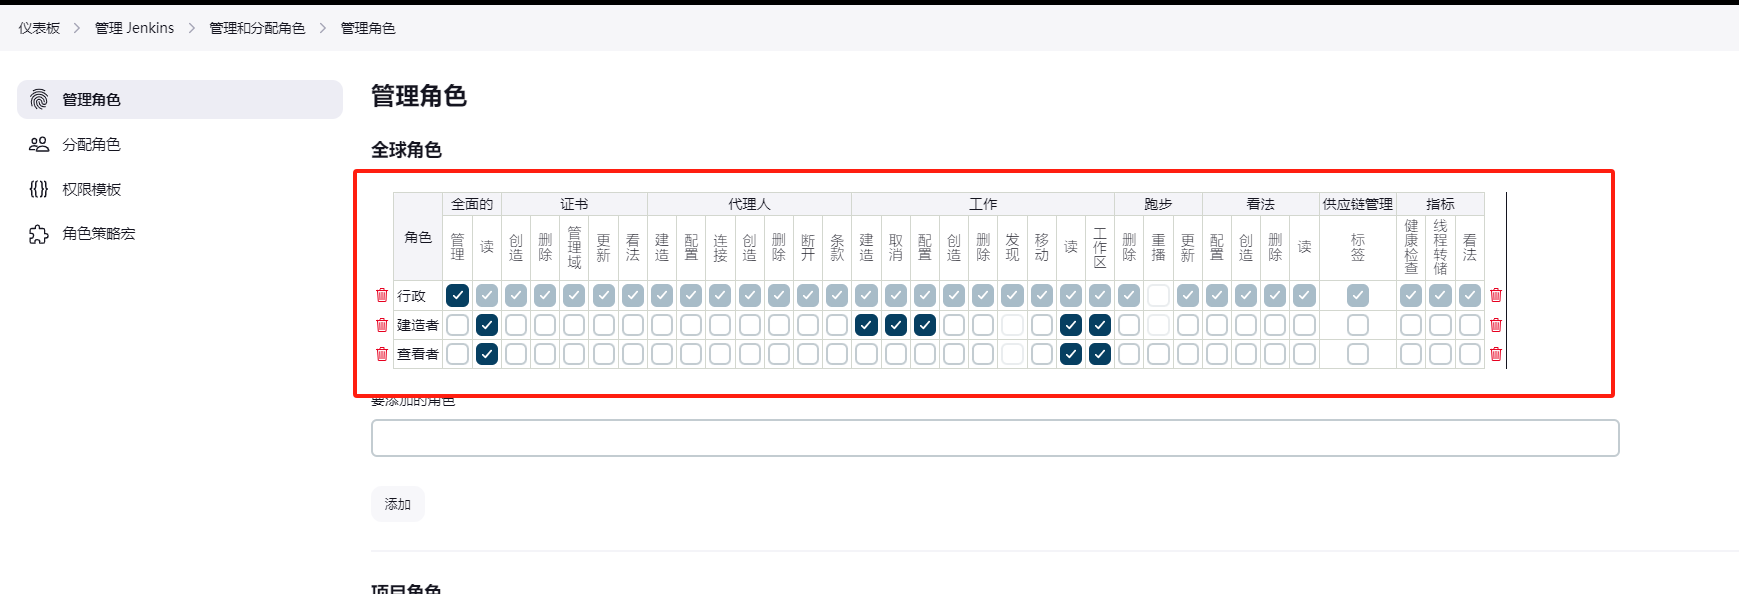 仪表板 管理 Jenkins 管理和分配角色 管理角色
管理角色
分配角色
权限模板
角色策略宏
管理角色
全球角色
角色 全面的 证书 代理人 工作 跑步 看法 供应链管理 指标
管理 读 创造 删除 管理域 更新 看法 建造 配置 连接 创造 删除 断开 条款 建造 取消 配置 创造 删除 发现 移动 读 工作区 删除 重播 更新 配置 创造 删除 读 标签 健康检查 线程转储 看法
行政
建造者
查看者
要添加的角色
添加
项目角色